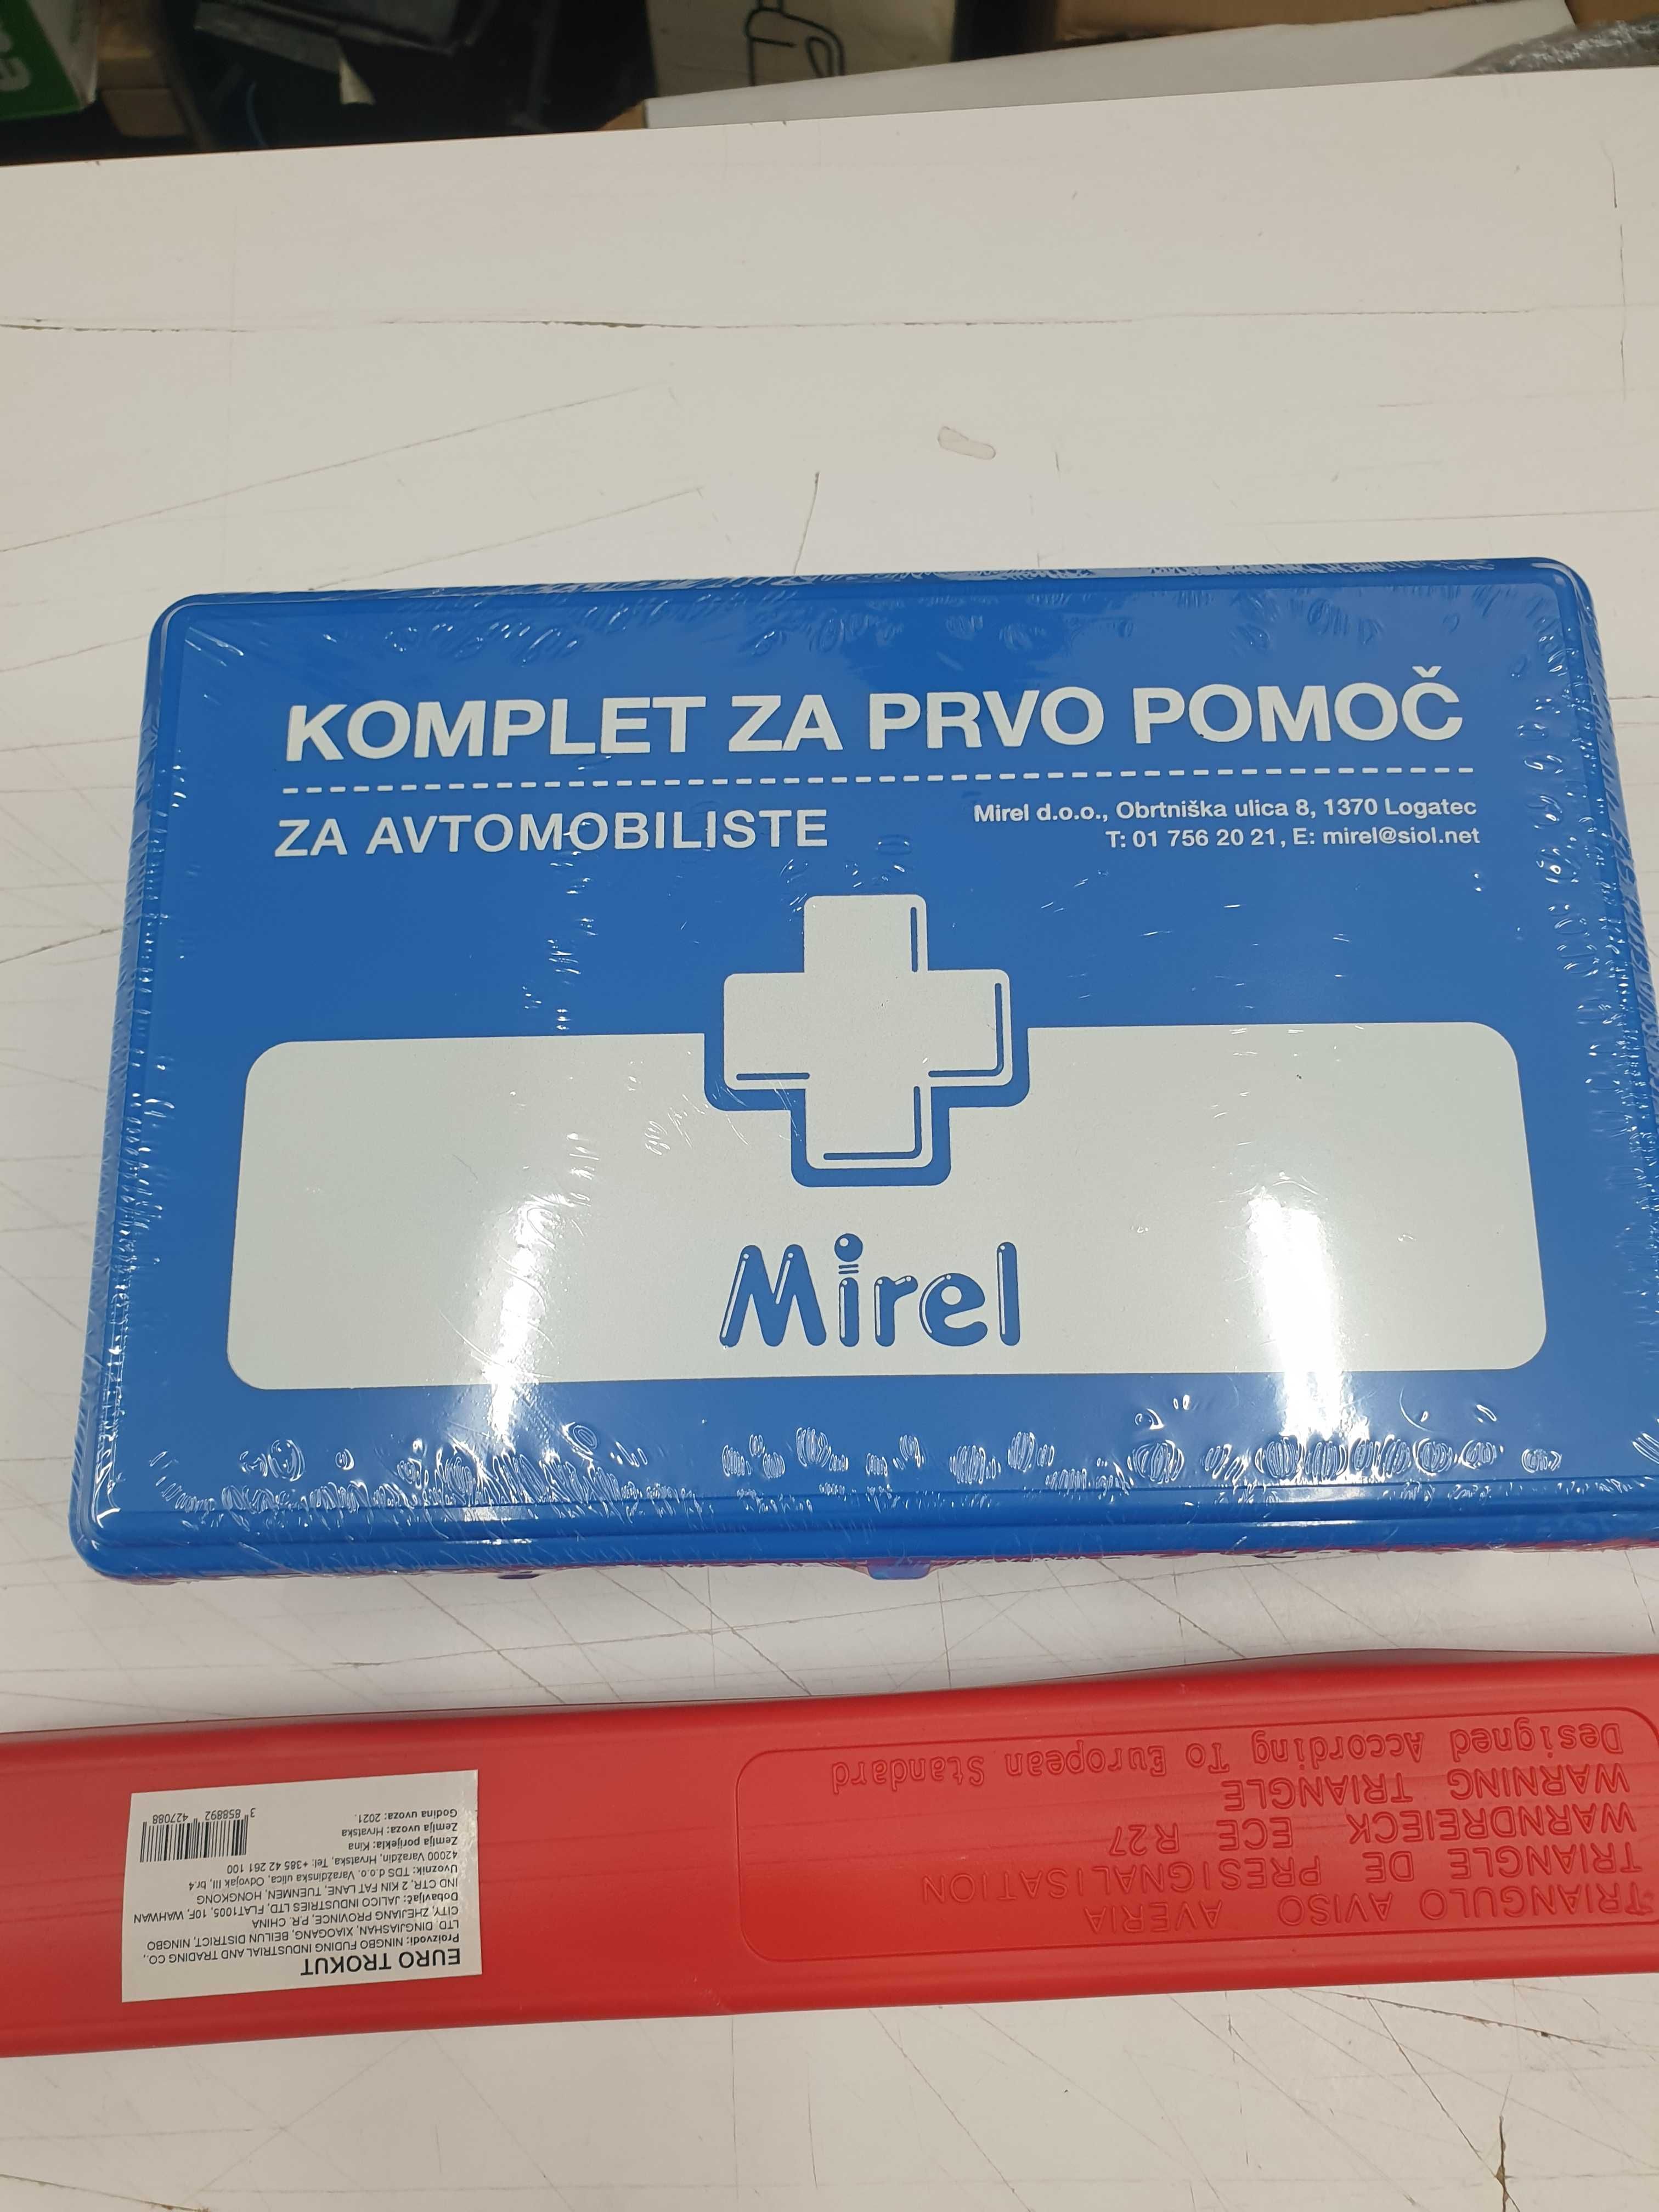 KOMPLET ZA PRVO POMOČ
ZA AVTOMOBILISTE
Mirel d.o.o., Obrtniška ulica 8, 1370 Logatec
T: 01 756 20 21, E: mirel@siol.net
Mirel
TRIANGULO AVISO AVERIA
TRIANGLE DE PRESIGNALISATION
WARNDREIECK ECE R27
WARNING TRIANGLE
Designed According To European Standard
EURO TROKUT
Proizvodi: NINGBO FUDING INDUSTRIAL AND TRADING CO.,
LTD DINGJIASHAN, XIAOGANG, BEILUN DISTRICT, NINGBO
CITY, ZHEJIANG PROVINCE, P.R. CHINA
Dobavljač: JALICO INDUSTRIES LTD, FLAT1005, 10F, WAHWAN
IND CTR, 2 KIN FAT LANE, TUENMEN, HONGKONG
Uvoznik: TDS d.o.o. Varaždinska ulica, Odvojak III, br.4
42000 Varaždin, Hrvatska, Tel: +385 42 261 100
Zemlja porijekla: Kina
Zemlja uvoza: Hrvatska
Godina uvoza: 2021.
3 858892 427088